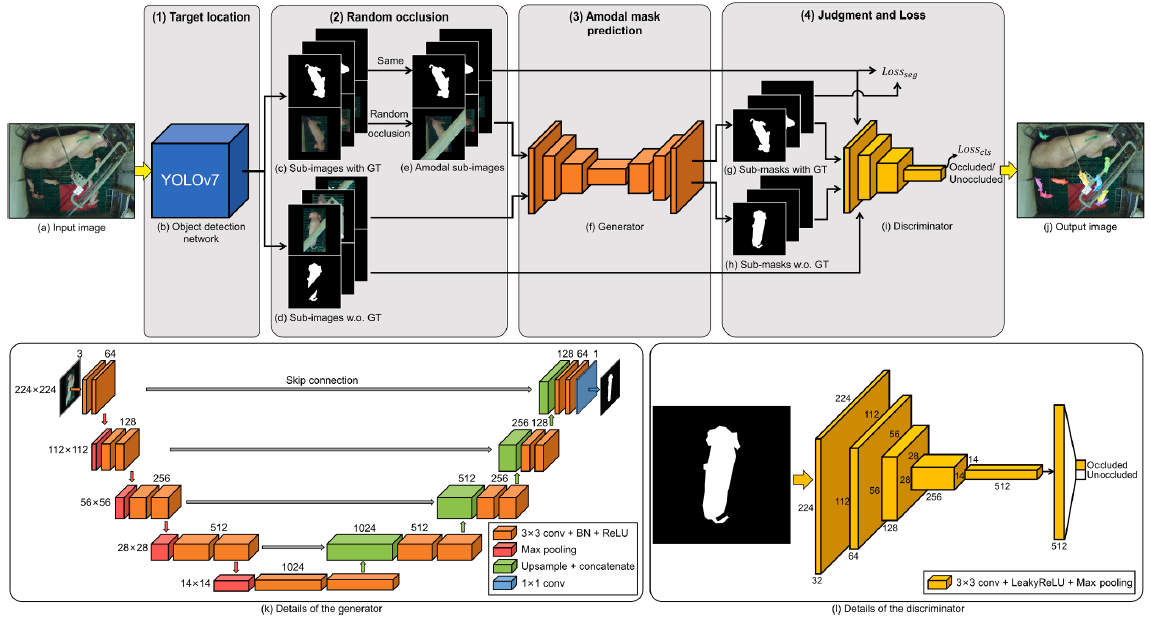 (1) Target location
(2) Random occlusion
(3) Amodal mask
prediction
(4) Judgment and Loss
Same
Random
occlusion
Loss_seg
Loss_cls
Occluded/
Unoccluded
YOLOv7
(a) Input image
(b) Object detection
network
(c) Sub-images with GT
(e) Amodal sub-images
(d) Sub-images w.o. GT
(f) Generator
(g) Sub-masks with GT
(h) Sub-masks w.o. GT
(i) Discriminator
(j) Output image
3 64
224×224
Skip connection
128 64 1
128
112×112
256 128
256
56×56
512 256
512
28×28
1024 512
1024
14×14
3×3 conv + BN + ReLU
Max pooling
Upsample + concatenate
1×1 conv
(k) Details of the generator
224
112
56
28
14
224
112
56
28
14
32
64
128
256
512
512
Occluded
Unoccluded
3×3 conv + LeakyReLU + Max pooling
(l) Details of the discriminator